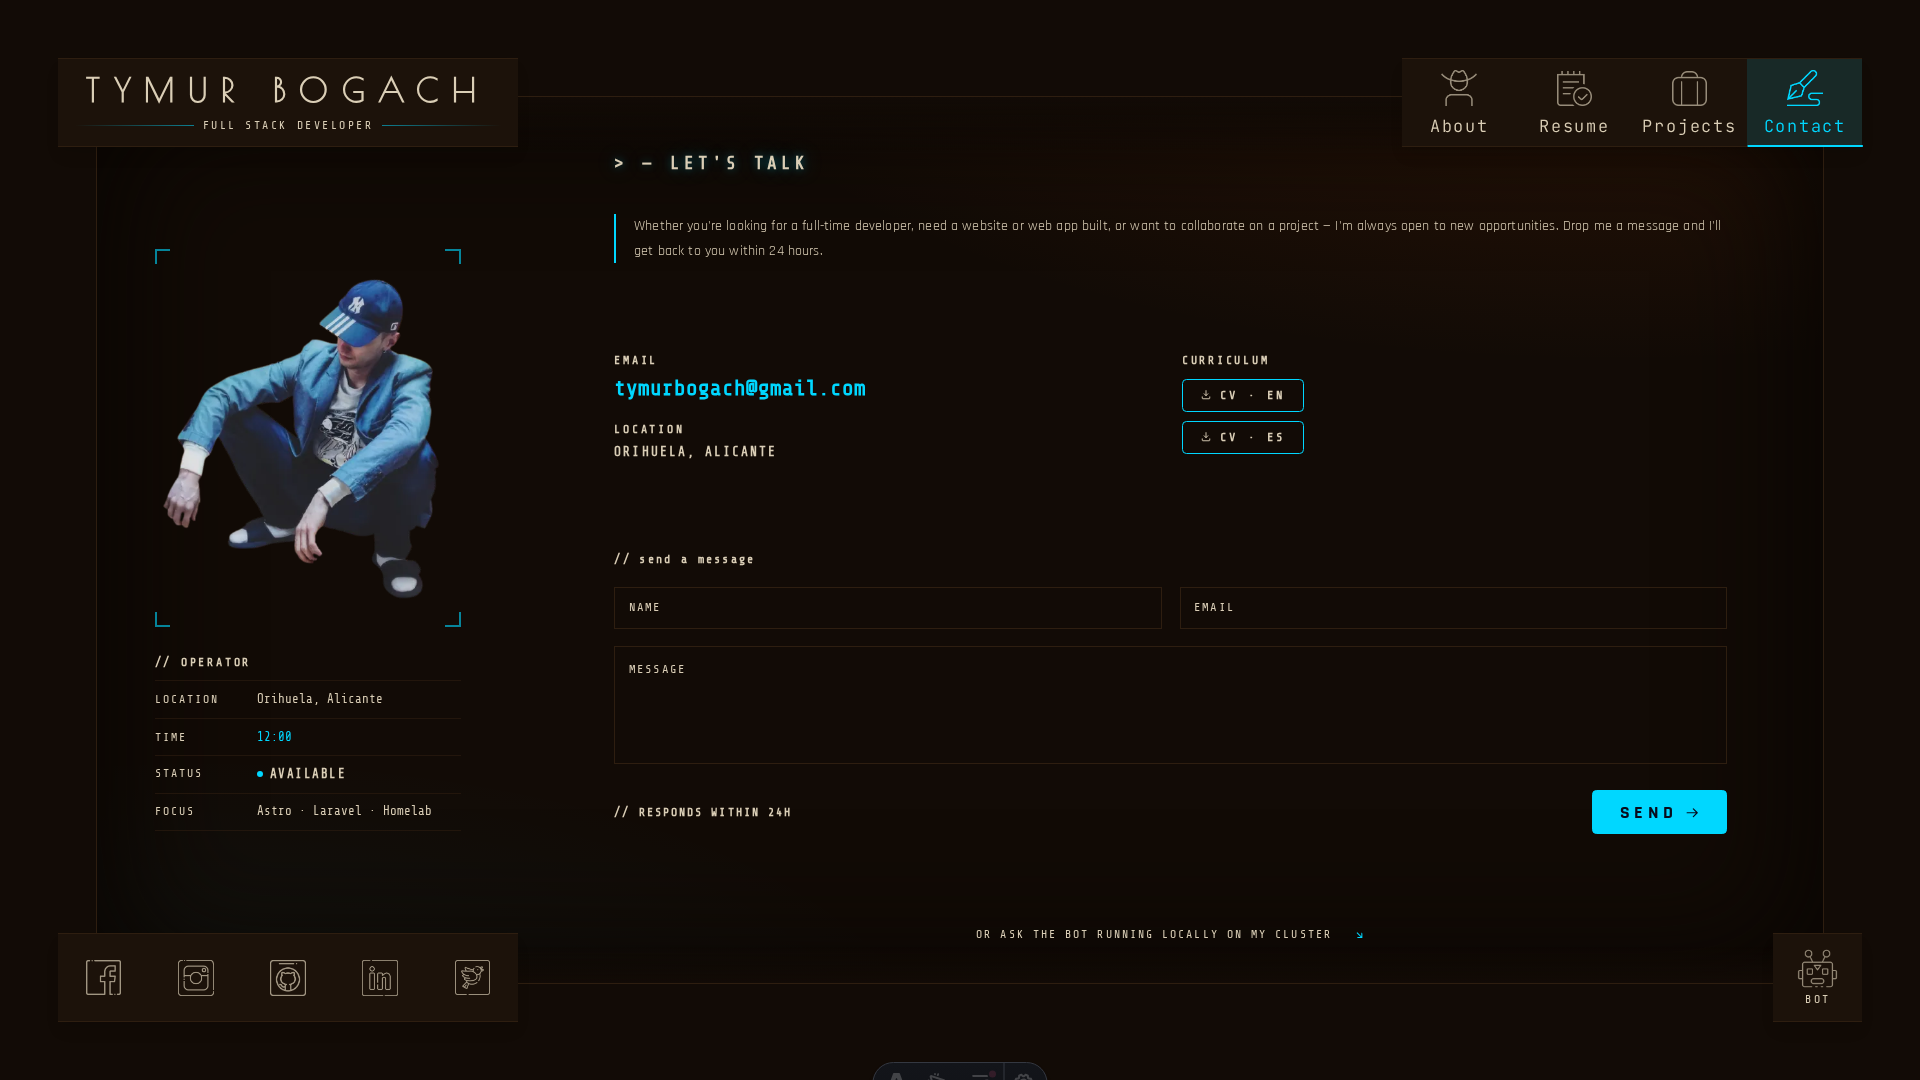 TYMUR BOGACH
FULL STACK DEVELOPER
About
Resume
Projects
Contact
> — LET'S TALK
Whether you're looking for a full-time developer, need a website or web app built, or want to collaborate on a project — I'm always open to new opportunities. Drop me a message and I'll
get back to you within 24 hours.
EMAIL
tymurbogach@gmail.com
LOCATION
ORIHUELA, ALICANTE
CURRICULUM
CV · EN
CV · ES
// send a message
NAME
EMAIL
MESSAGE
// RESPONDS WITHIN 24H
SEND →
// OPERATOR
LOCATION Orihuela, Alicante
TIME 12:00
STATUS AVAILABLE
FOCUS Astro · Laravel · Homelab
OR ASK THE BOT RUNNING LOCALLY ON MY CLUSTER ↘
BOT